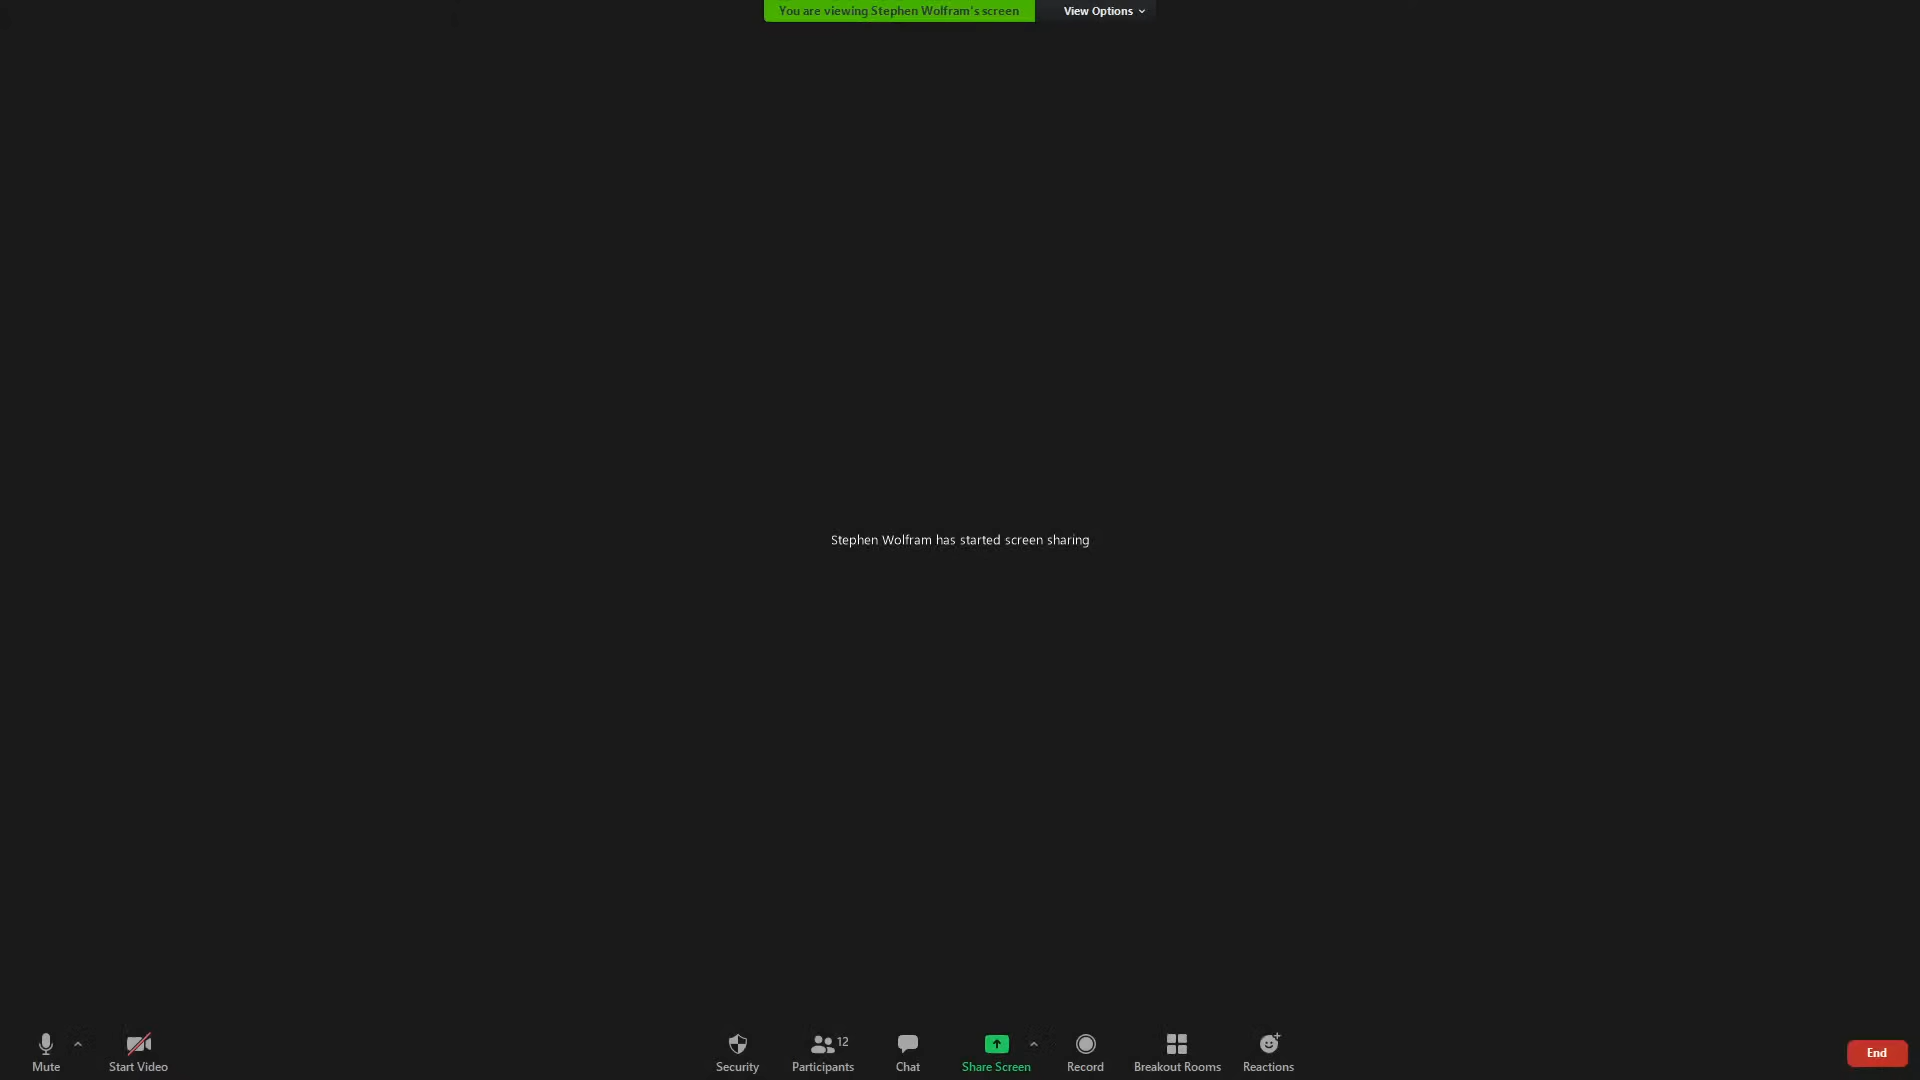 You are viewing Stephen Wolfram's screen
View Options
Stephen Wolfram has started screen sharing
12
Mute
Start Video
Security
Participants
Chat
Share Screen
Record
Breakout Rooms
Reactions
End